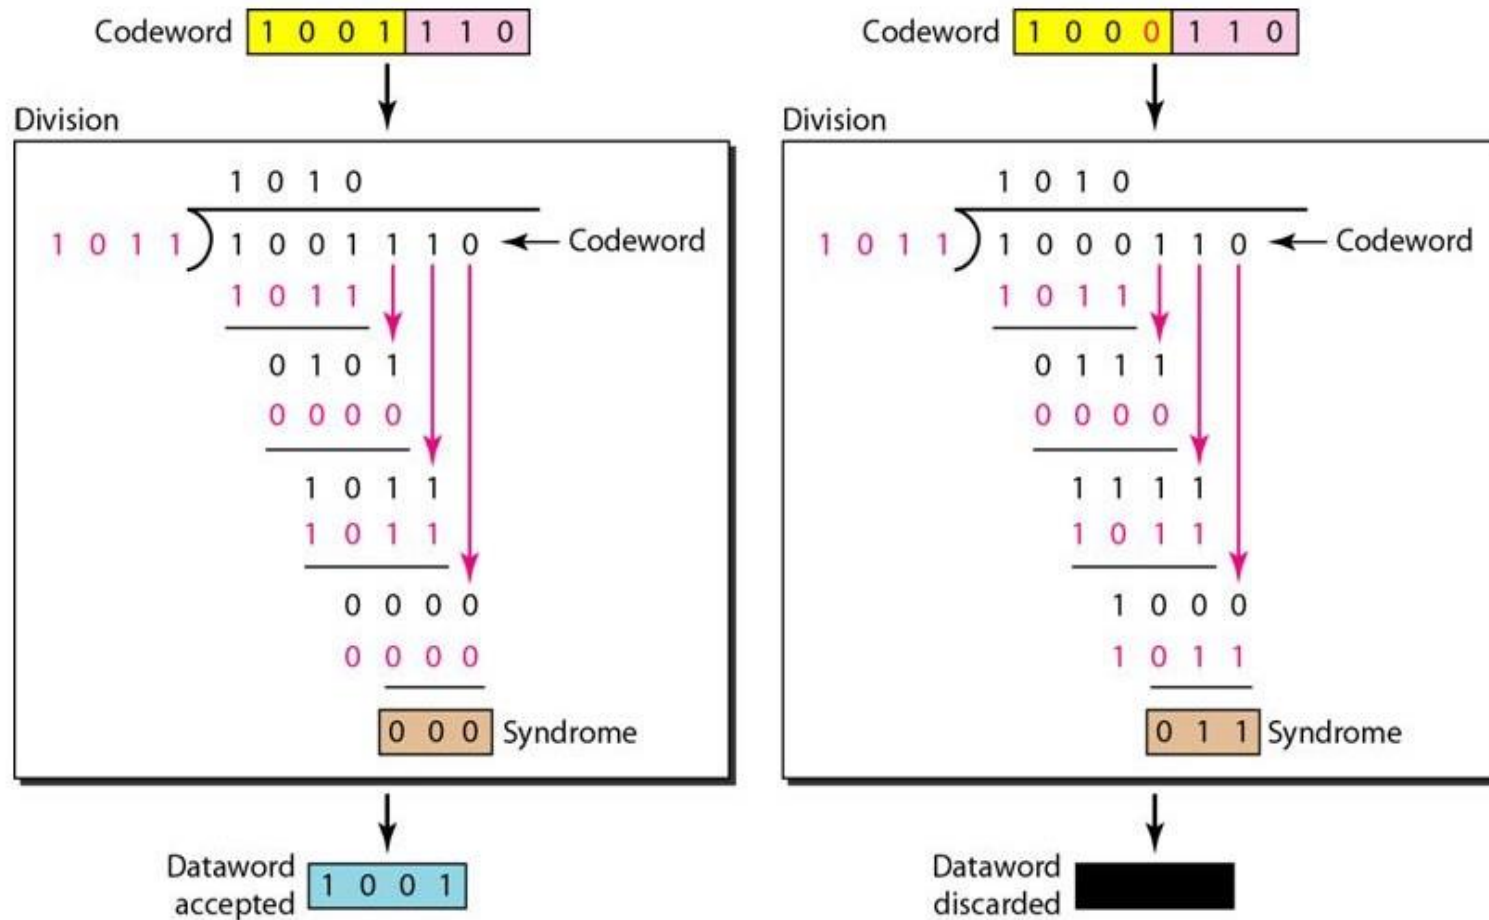 Codeword 1 0 0 1 1 1 0
Division
1 0 1 0
1 0 1 1 1 0 0 1 1 1 0 Codeword
1 0 1 1
0 1 0 1
0 0 0 0
1 0 1 1
1 0 1 1
0 0 0 0
0 0 0 0
0 0 0 Syndrome
Dataword
accepted 1 0 0 1
Codeword 1 0 0 0 1 1 0
Division
1 0 1 0
1 0 1 1 1 0 0 0 1 1 0 Codeword
1 0 1 1
0 1 1 1
0 0 0 0
1 1 1 1
1 0 1 1
1 0 0 0
1 0 1 1
0 1 1 Syndrome
Dataword
discarded